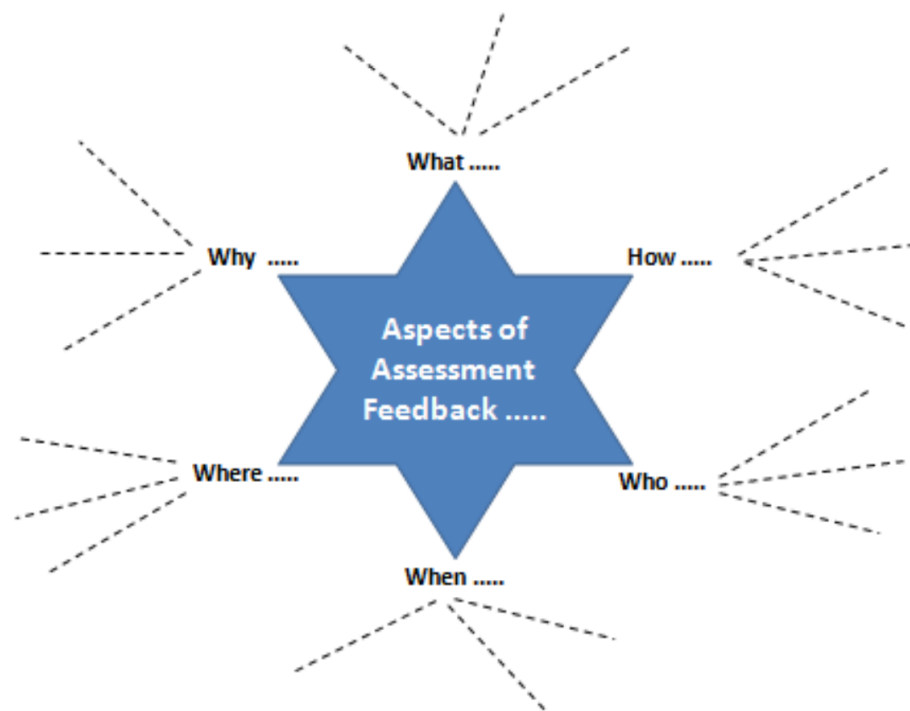 What .....
Why .....
How .....
Aspects of
Assessment
Feedback .....
Where .....
Who .....
When .....